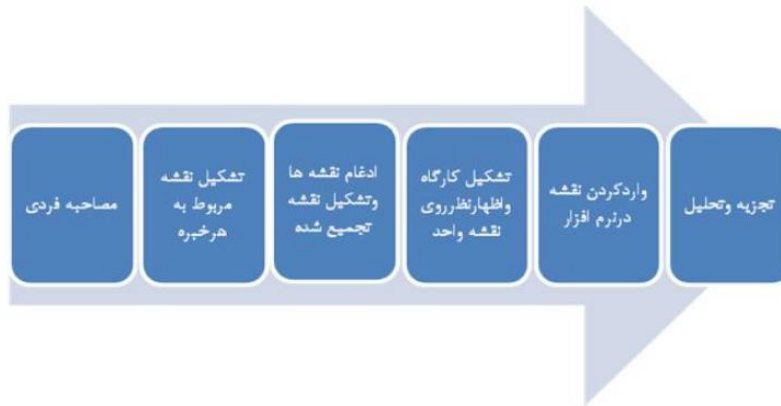 مصاحبه فردی
تشکیل نقشه
مربوط به
هرخبره
ادغام نقشه ها
وتشکیل نقشه
تجمیع شده
تشکیل کارگاه
واظهارنظرروی
نقشه واحد
واردکردن نقشه
درنرم افزار
تجزیه وتحلیل